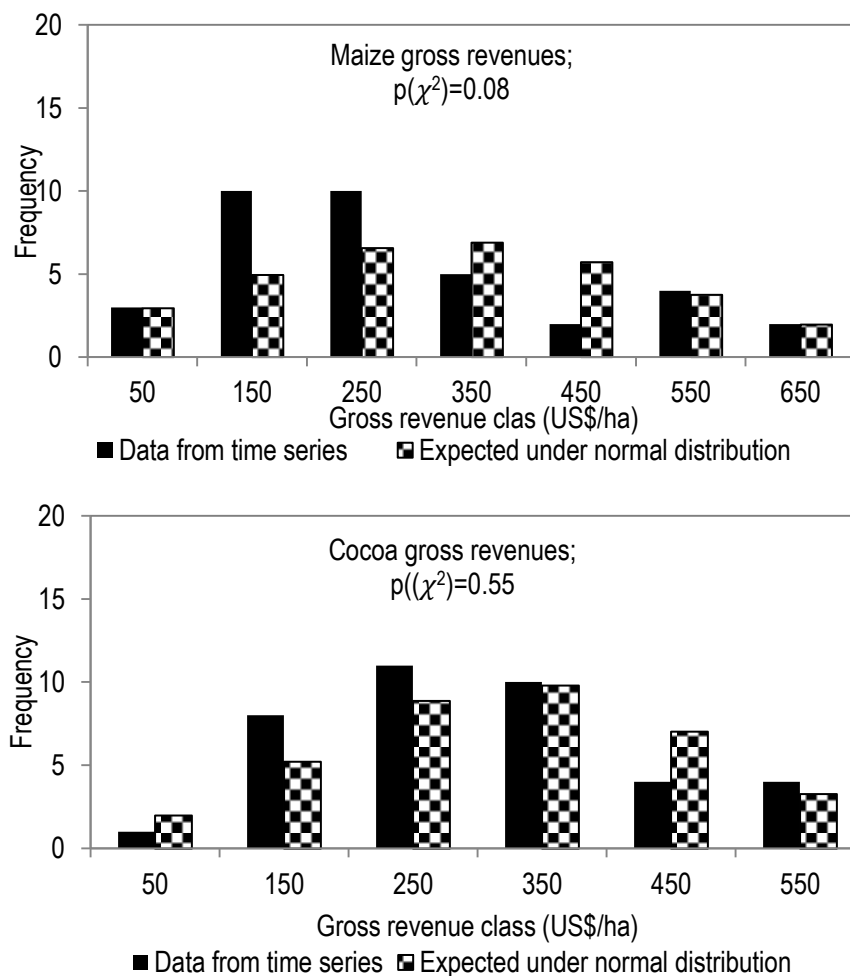 20
15
10
5
0
Frequency
Maize gross revenues;
p(χ²)=0.08
50 150 250 350 450 550 650
Gross revenue clas (US$/ha)
Data from time series Expected under normal distribution
20
15
10
5
0
Frequency
Cocoa gross revenues;
p((χ²)=0.55
50 150 250 350 450 550
Gross revenue class (US$/ha)
Data from time series Expected under normal distribution